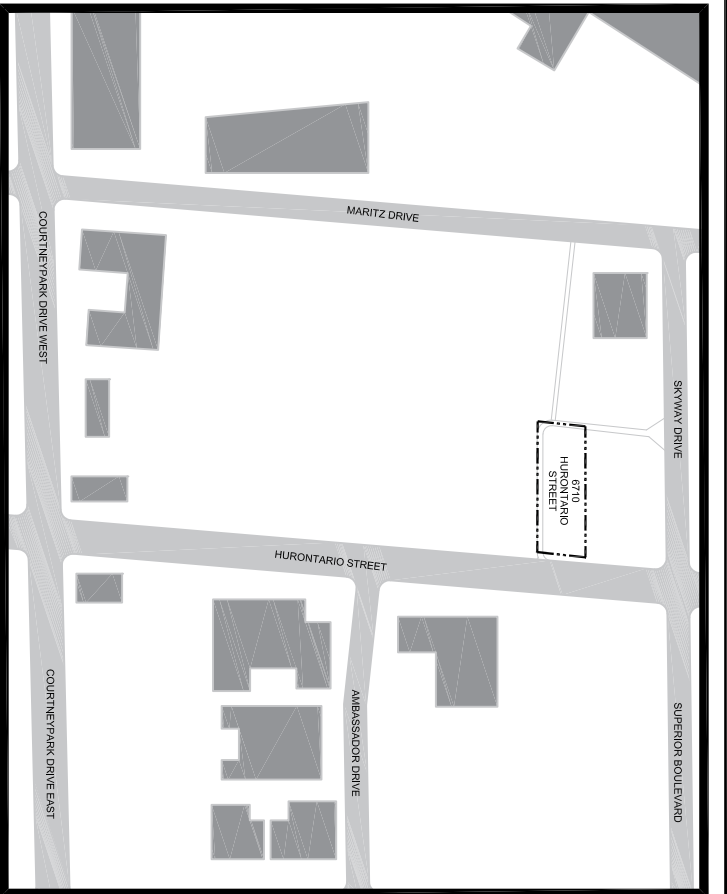 MARITZ DRIVE
COURTNEYPARK DRIVE WEST
SKYWAY DRIVE
6710
HURONTARIO
STREET
HURONTARIO STREET
COURTNEYPARK DRIVE EAST
AMBASSADOR DRIVE
SUPERIOR BOULEVARD